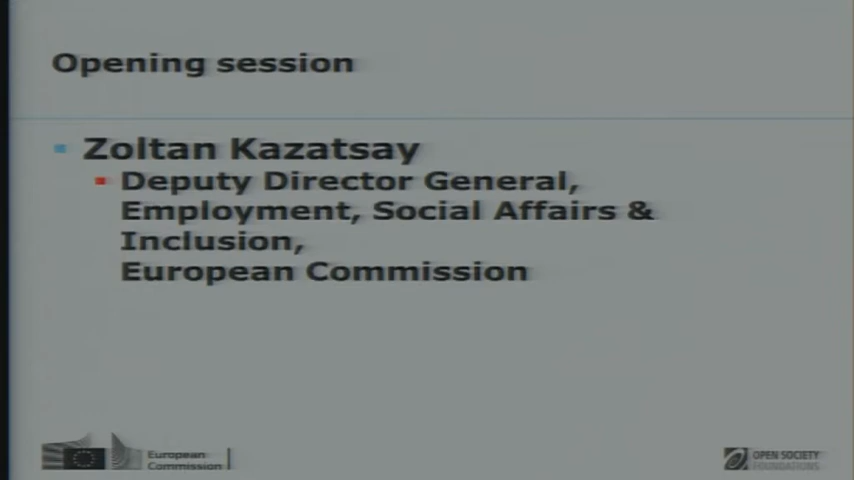 Opening session
Zoltan Kazatsay
Deputy Director General,
Employment, Social Affairs &
Inclusion,
European Commission
European
Commission
OPEN SOCIETY
FOUNDATIONS